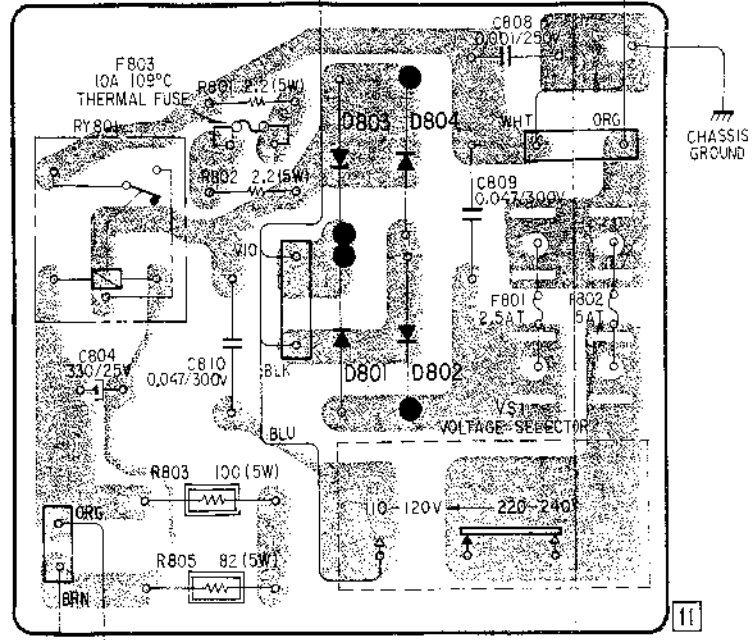 C808
0.001/250V
F803
10A 109°C
THERMAL FUSE
R801 2.2(5W)
RY801
D803 D804
WHT ORG
CHASSIS
GROUND
R802 2.2(5W)
C809
0.047/300V
VIO
F801
2.5AT
F802
5AT
C804
330/25V
C810
0.047/300V
BLK
D801 D802
VS1
VOLTAGE SELECTOR
BLU
R803 100(5W)
110-120V 220-240V
ORG
R805 82(5W)
BRN
11